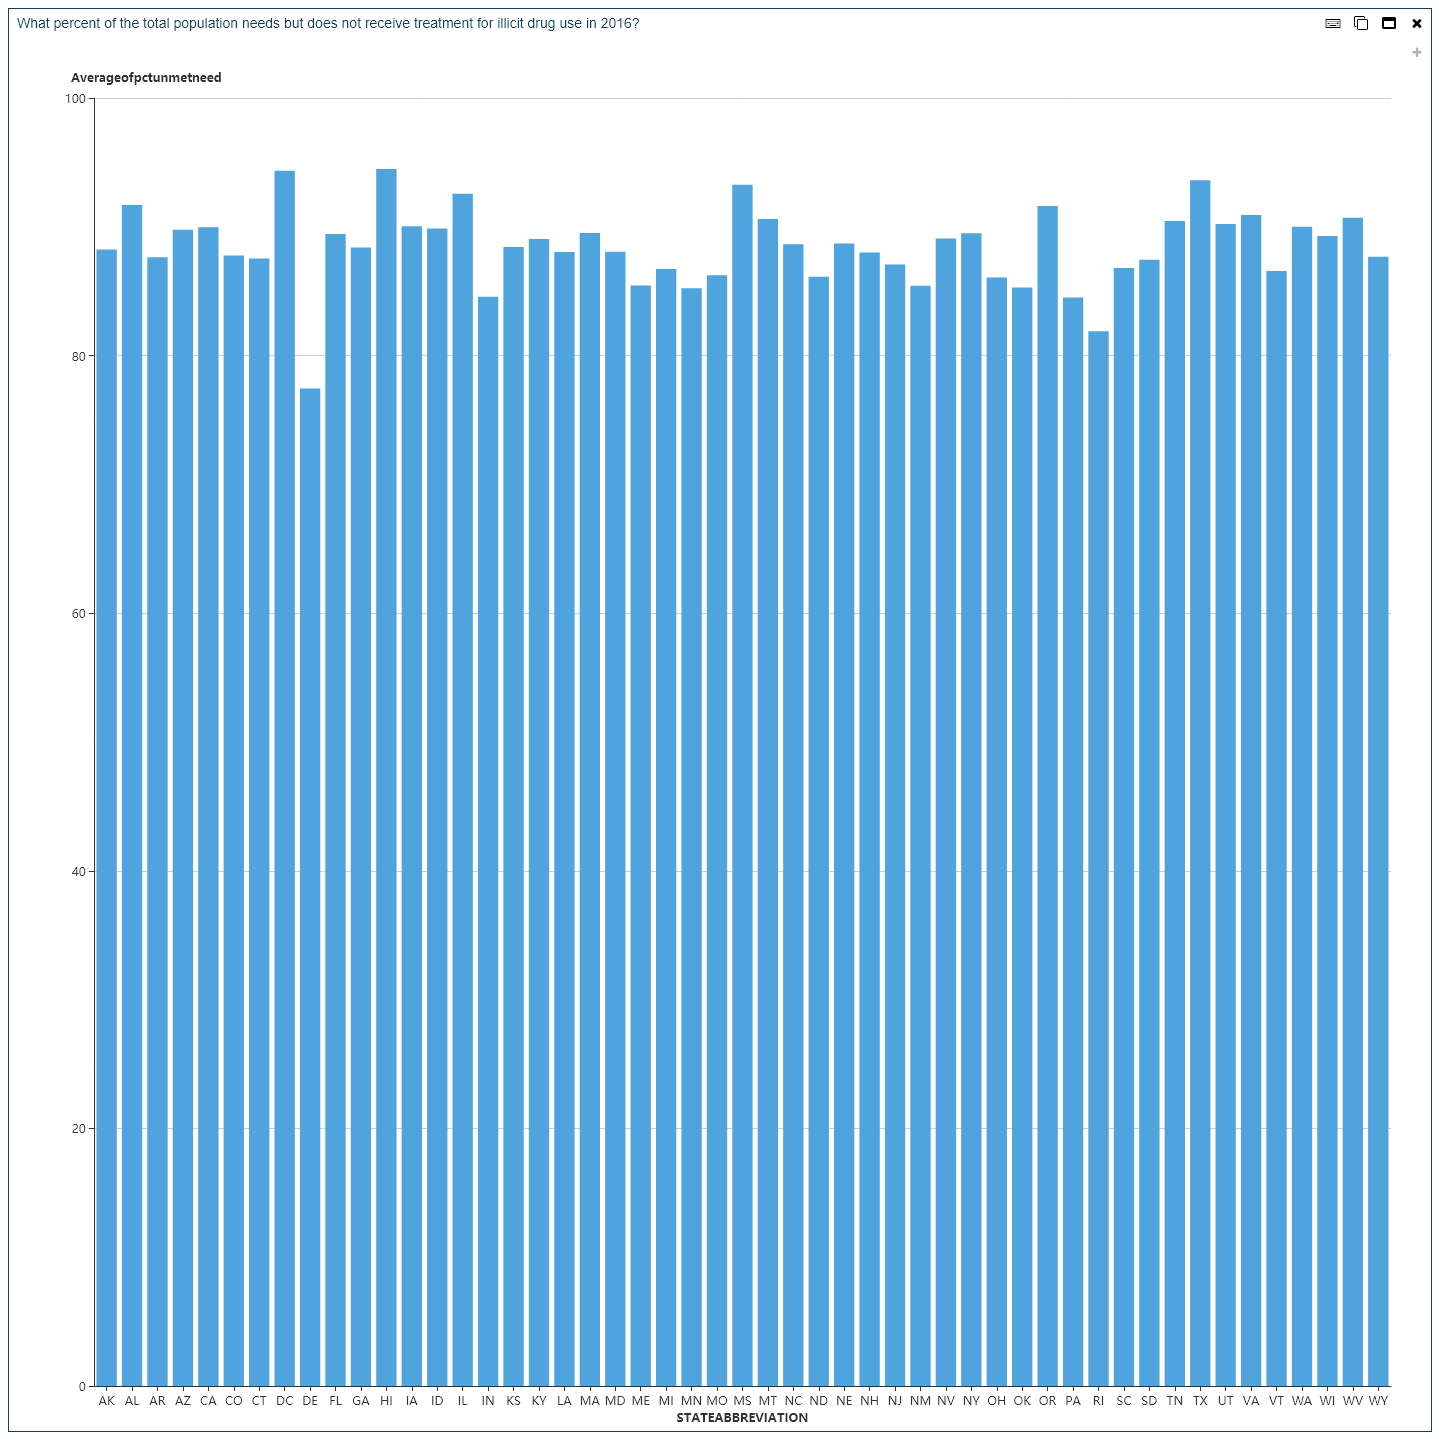 What percent of the total population needs but does not receive treatment for illicit drug use in 2016?
+
Averageofpctunmetneed
100
80
60
40
20
0
AK AL AR AZ CA CO CT DC DE FL GA HI IA ID IL IN KS KY LA MA MD ME MI MN MO MS MT NC ND NE NH NJ NM NV NY OH OK OR PA RI SC SD TN TX UT VA VT WA WI WV WY
STATEABBREVIATION